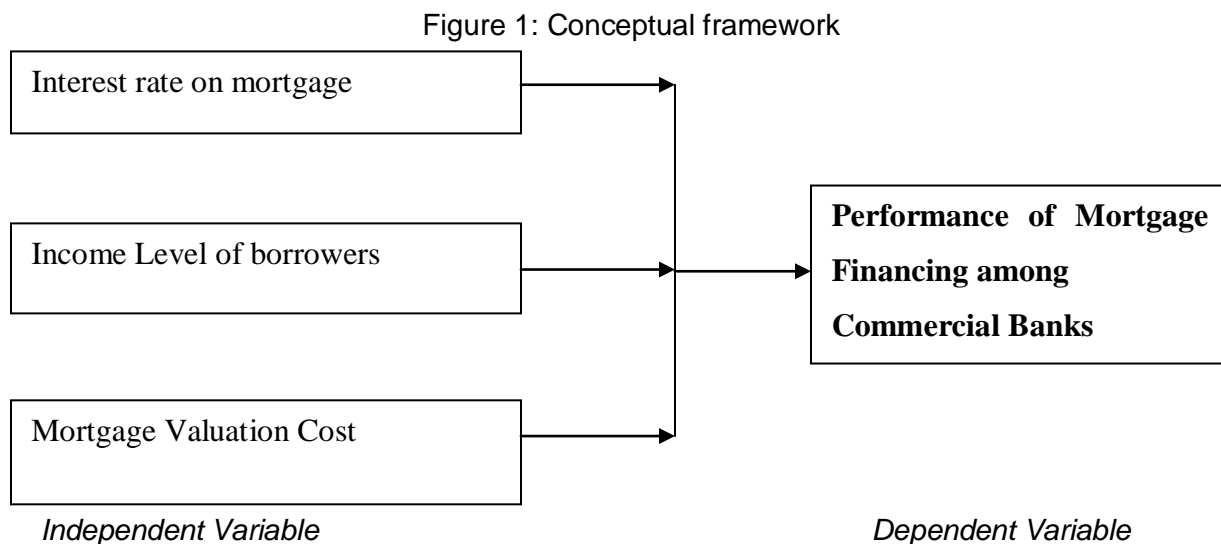 Figure 1: Conceptual framework
Interest rate on mortgage
Income Level of borrowers
Performance of Mortgage
Financing among
Commercial Banks
Mortgage Valuation Cost
Independent Variable
Dependent Variable